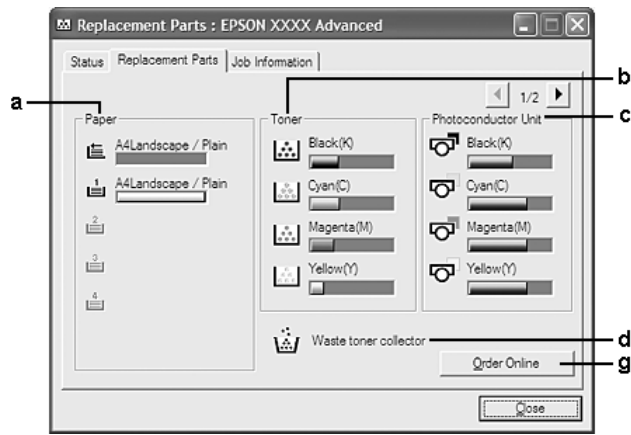 Replacement Parts : EPSON XXXX Advanced
Status Replacement Parts Job Information
b
a
1/2
c
Paper
Toner
Photoconductor Unit
A4Landscape / Plain
Black(K)
Black(K)
1
A4Landscape / Plain
Cyan(C)
Cyan(C)
2
Magenta(M)
Magenta(M)
3
Yellow(Y)
Yellow(Y)
4
Waste toner collector
d
Order Online
g
Close